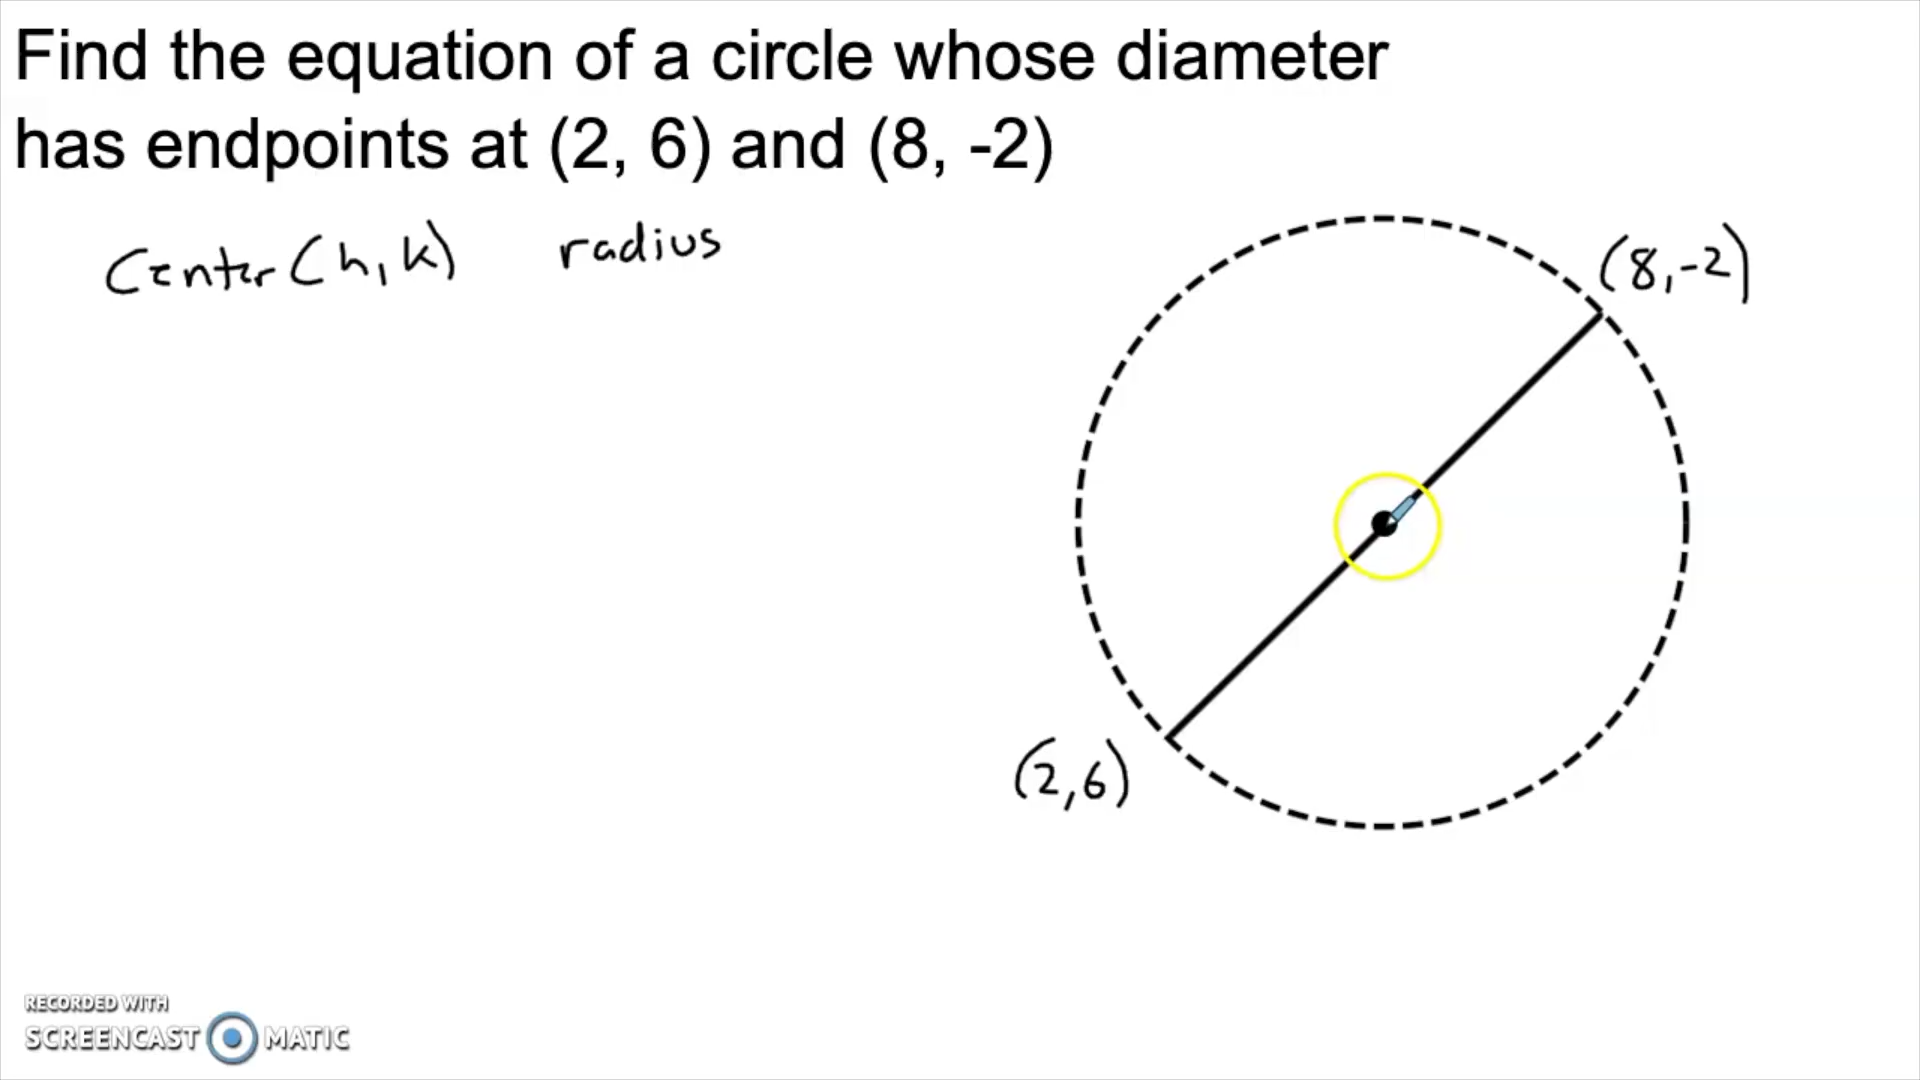 Find the equation of a circle whose diameter
has endpoints at (2, 6) and (8, -2)
Center (h, k) radius
(8, -2)
(2, 6)
RECORDED WITH
SCREENCAST MATIC